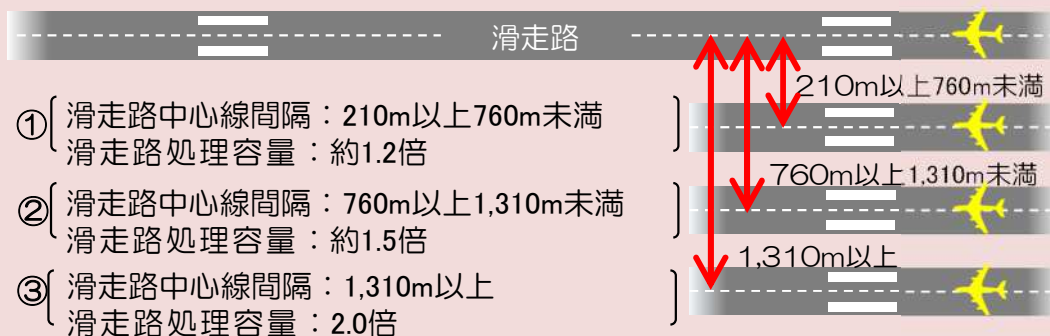 滑走路
210m以上760m未満
① 滑走路中心線間隔：210m以上760m未満
滑走路処理容量：約1.2倍
760m以上1,310m未満
② 滑走路中心線間隔：760m以上1,310m未満
滑走路処理容量：約1.5倍
1,310m以上
③ 滑走路中心線間隔：1,310m以上
滑走路処理容量：2.0倍